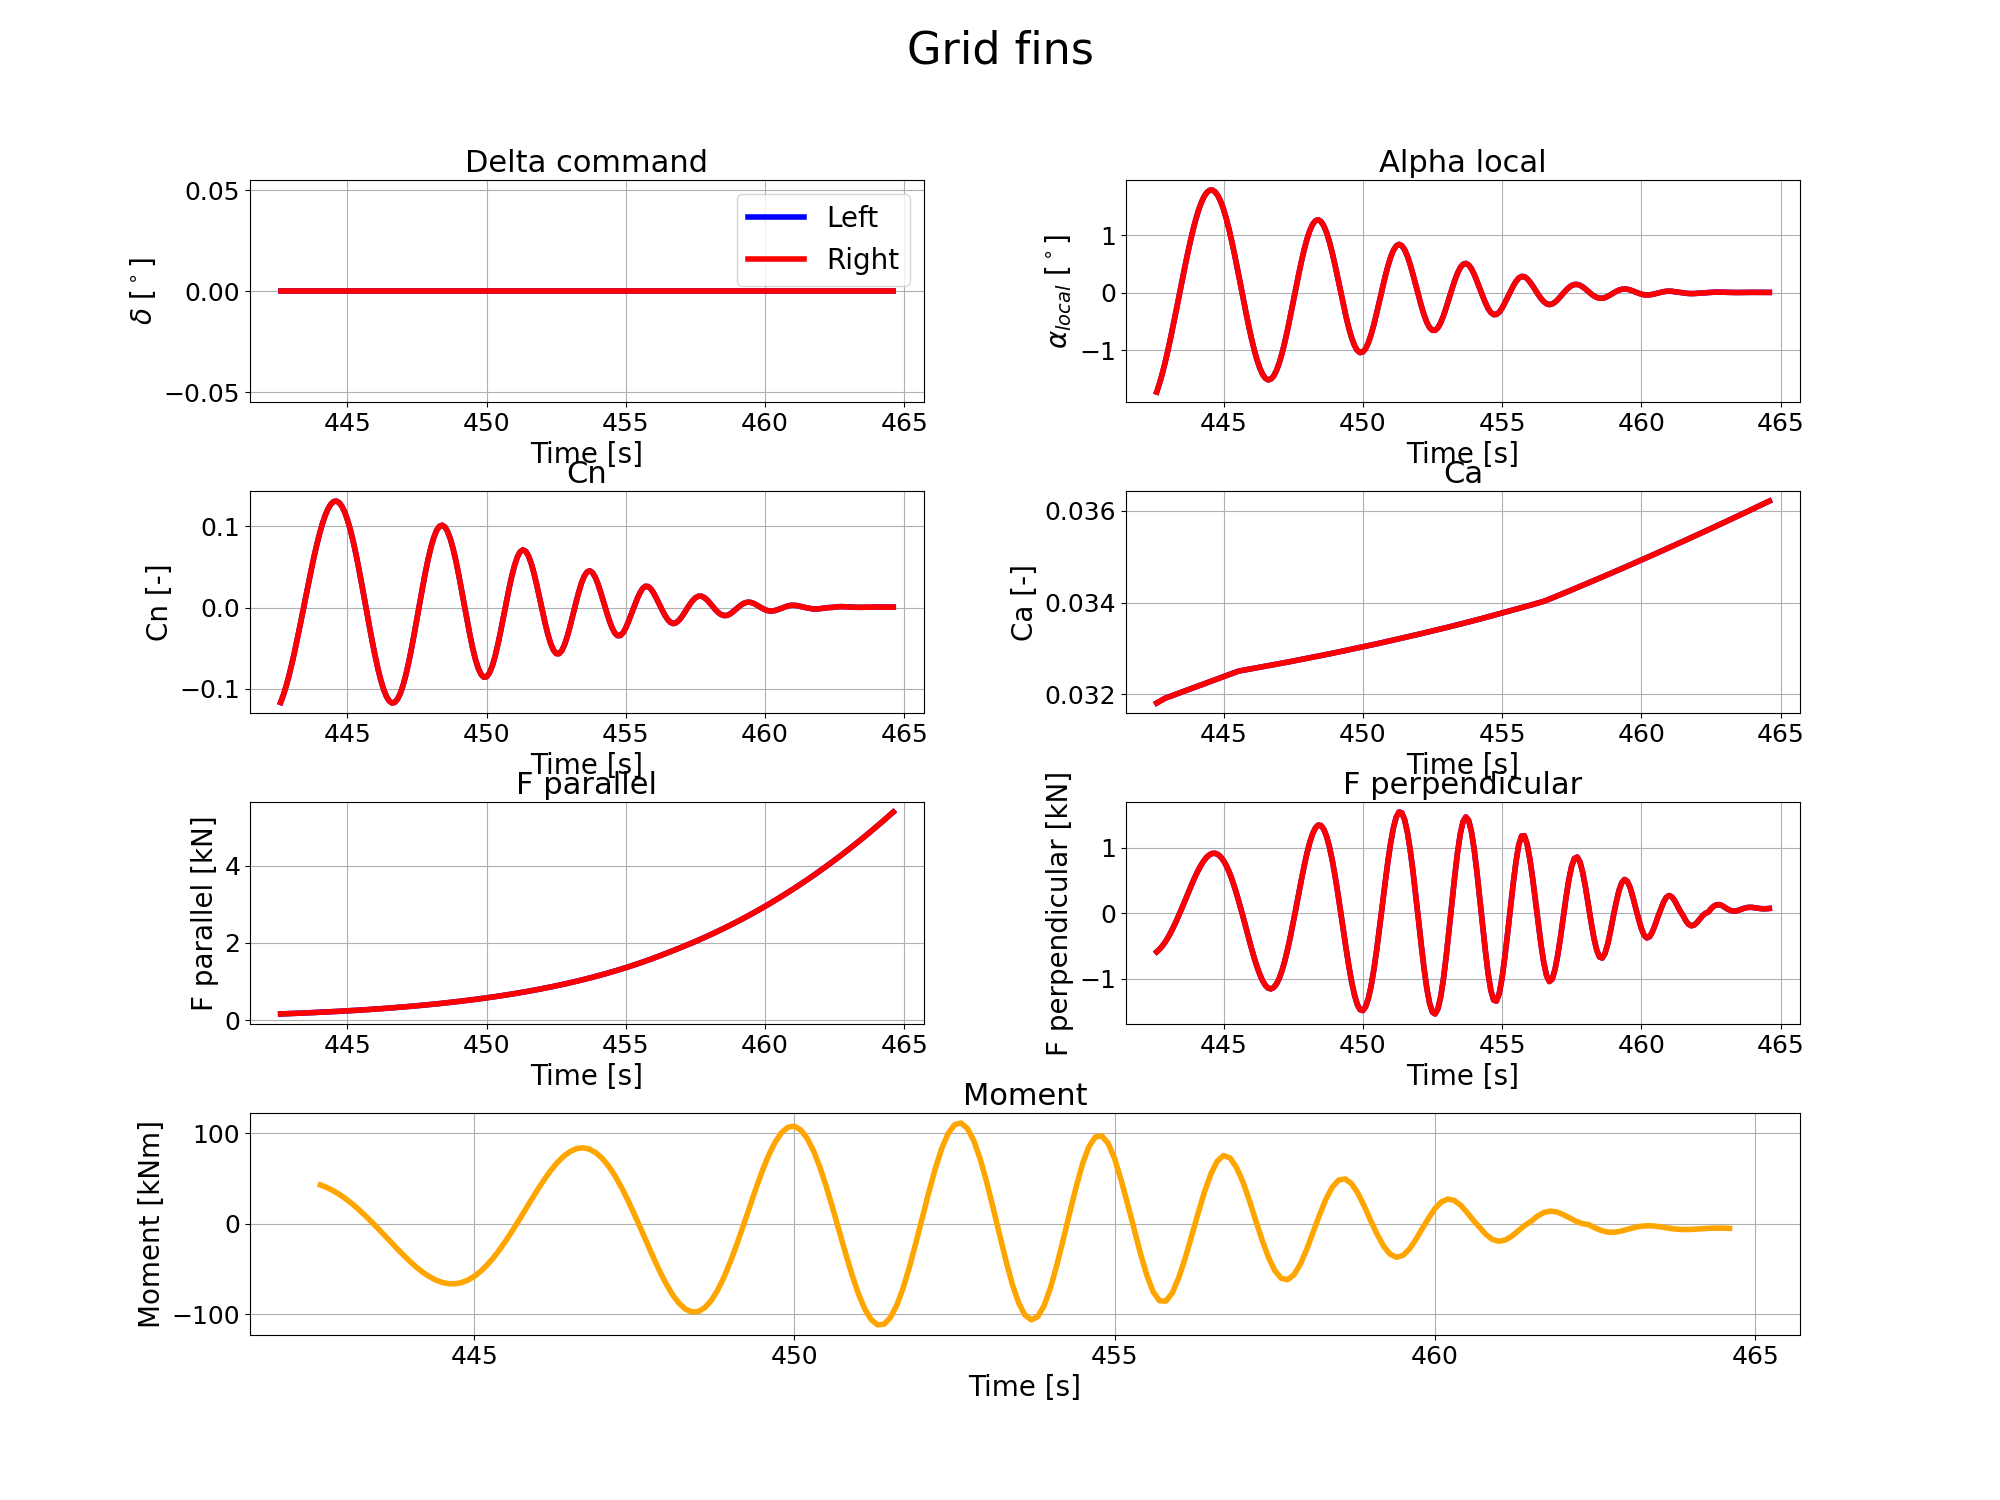 Grid fins
Delta command
δ [°]
0.05
0.00
−0.05
Left
Right
445 450 455 460 465
Time [s]
Alpha local
α_local [°]
1
0
−1
445 450 455 460 465
Time [s]
Cn
Cn [-]
0.1
0.0
−0.1
445 450 455 460 465
Time [s]
Ca
Ca [-]
0.036
0.034
0.032
445 450 455 460 465
Time [s]
F parallel
F parallel [kN]
4
2
0
445 450 455 460 465
Time [s]
F perpendicular
F perpendicular [kN]
1
0
−1
445 450 455 460 465
Time [s]
Moment
Moment [kNm]
100
0
−100
445 450 455 460 465
Time [s]